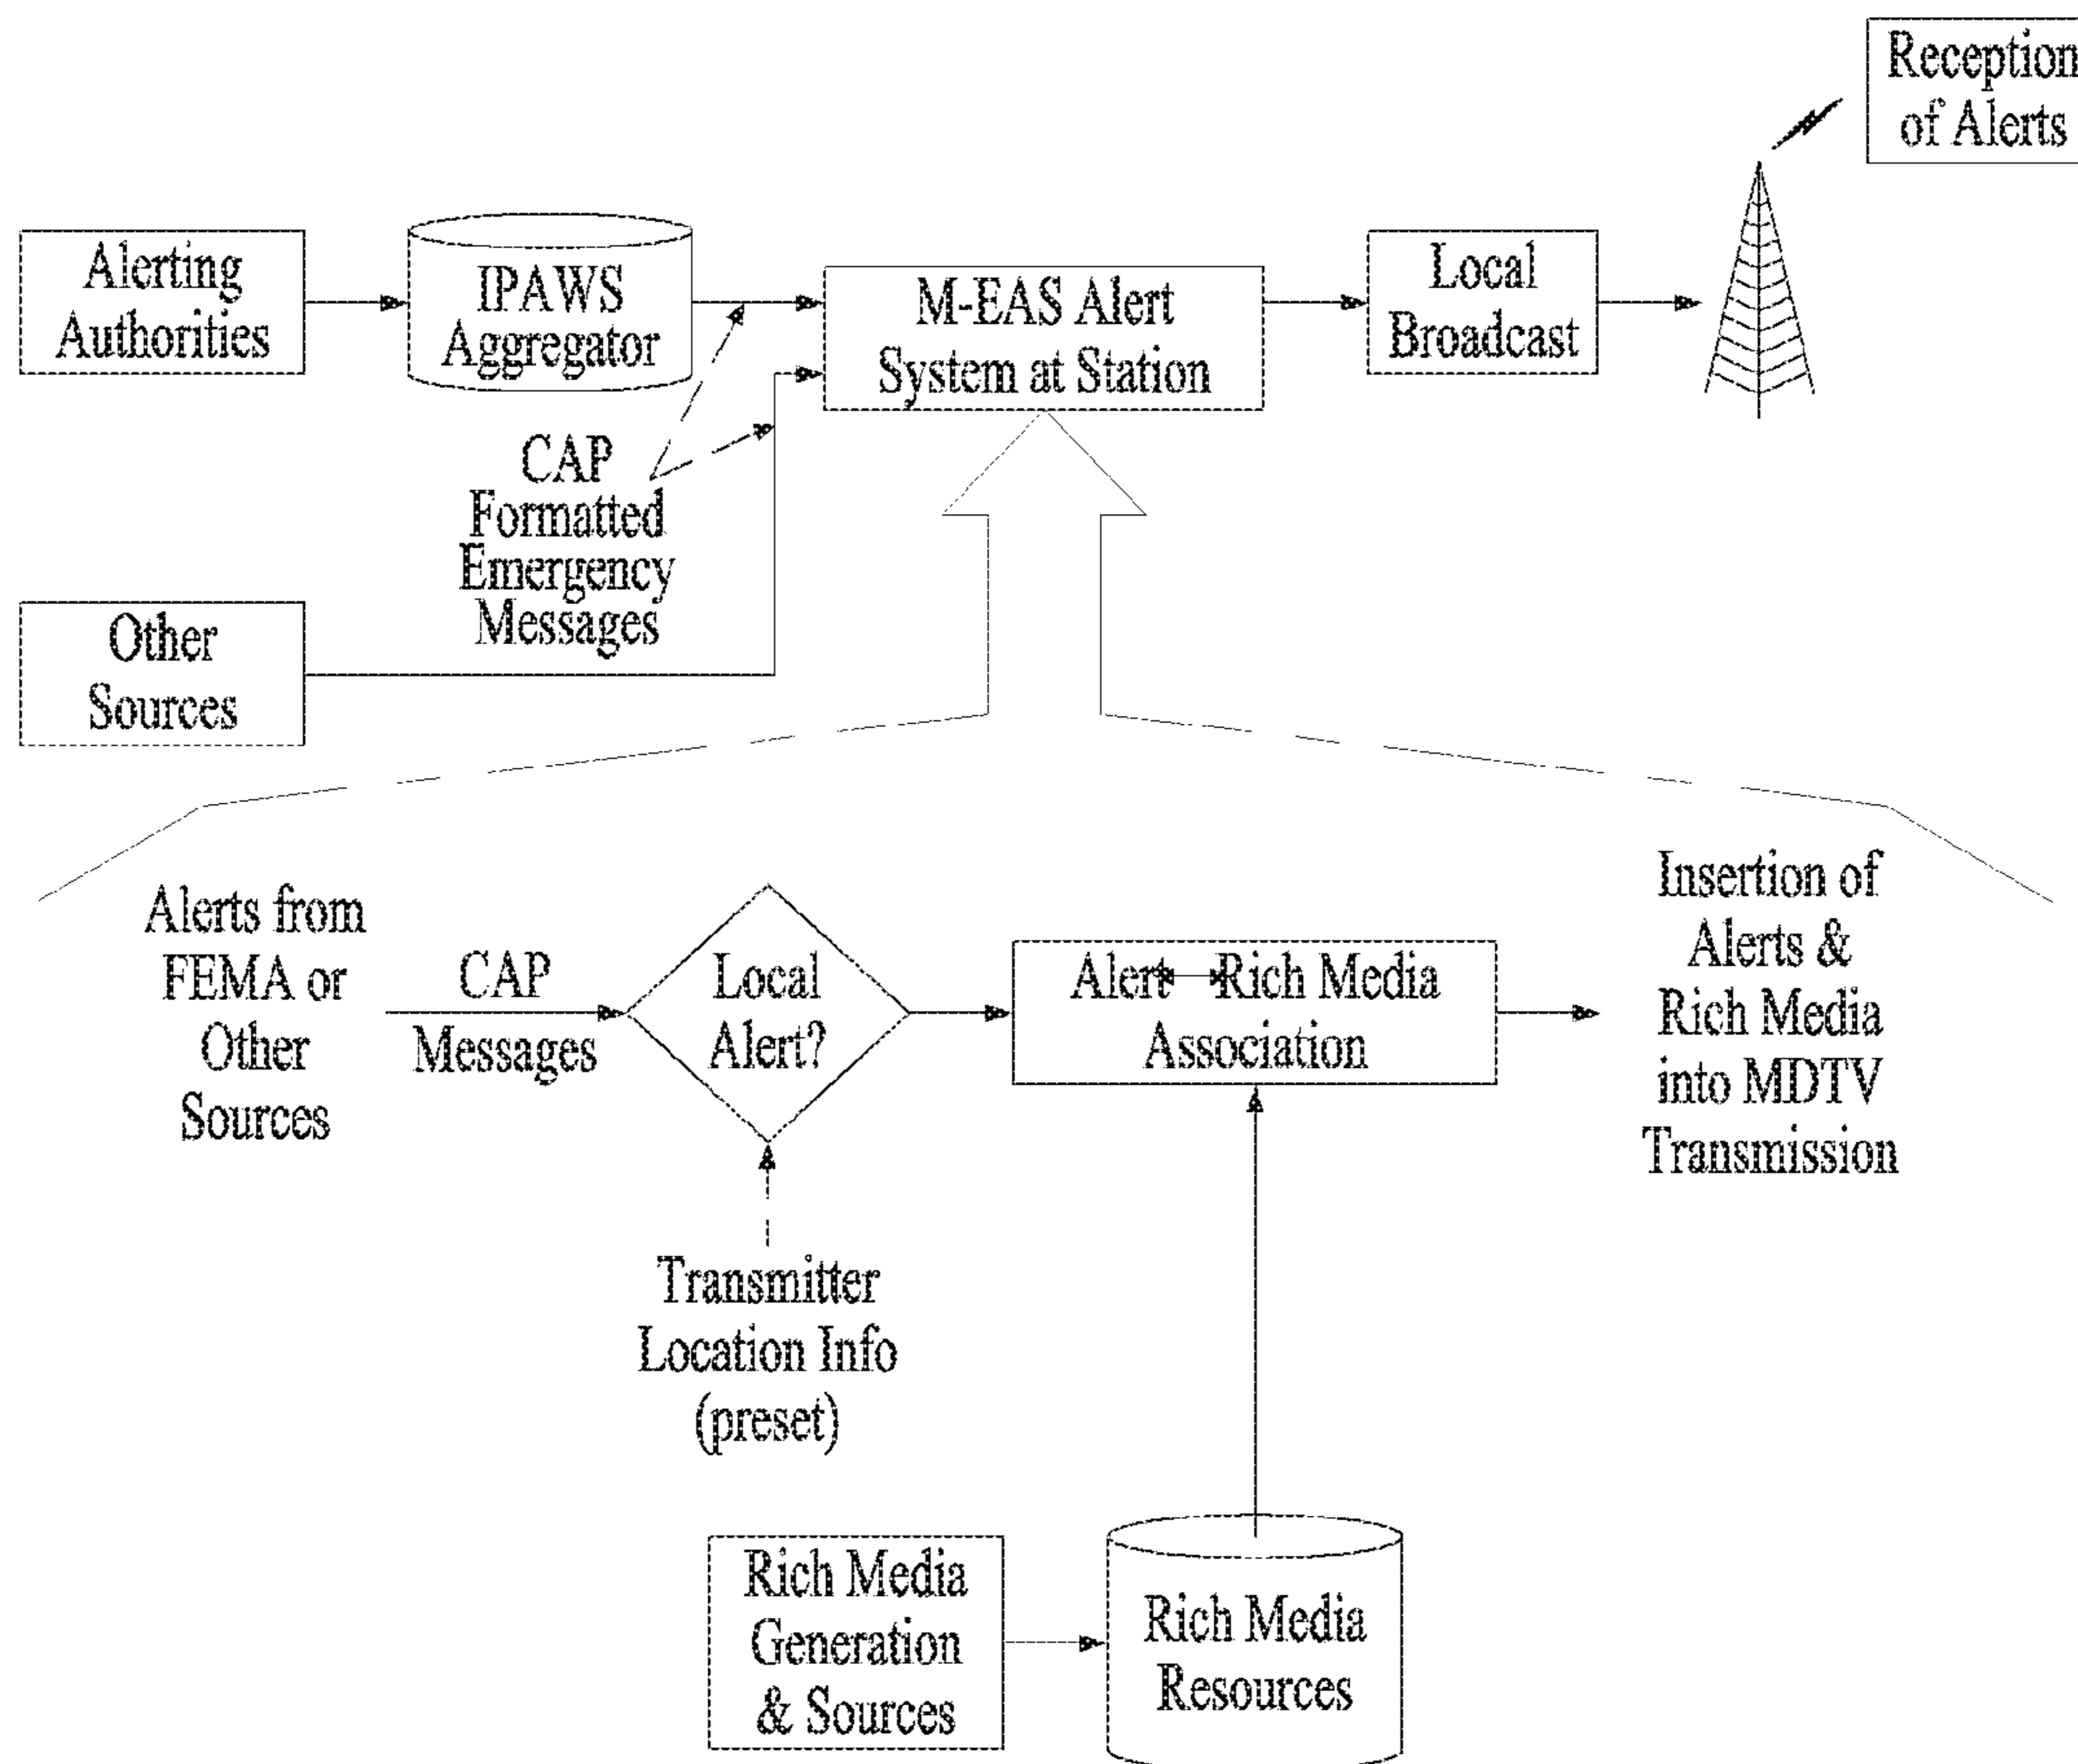 Reception
of Alerts
Alerting
Authorities
IPAWS
Aggregator
M-EAS Alert
System at Station
Local
Broadcast
CAP
Formatted
Emergency
Messages
Other
Sources
Alerts from
FEMA or
Other
Sources
CAP
Messages
Local
Alert?
Alert Rich Media
Association
Insertion of
Alerts &
Rich Media
into MDTV
Transmission
Transmitter
Location Info
(preset)
Rich Media
Generation
& Sources
Rich Media
Resources